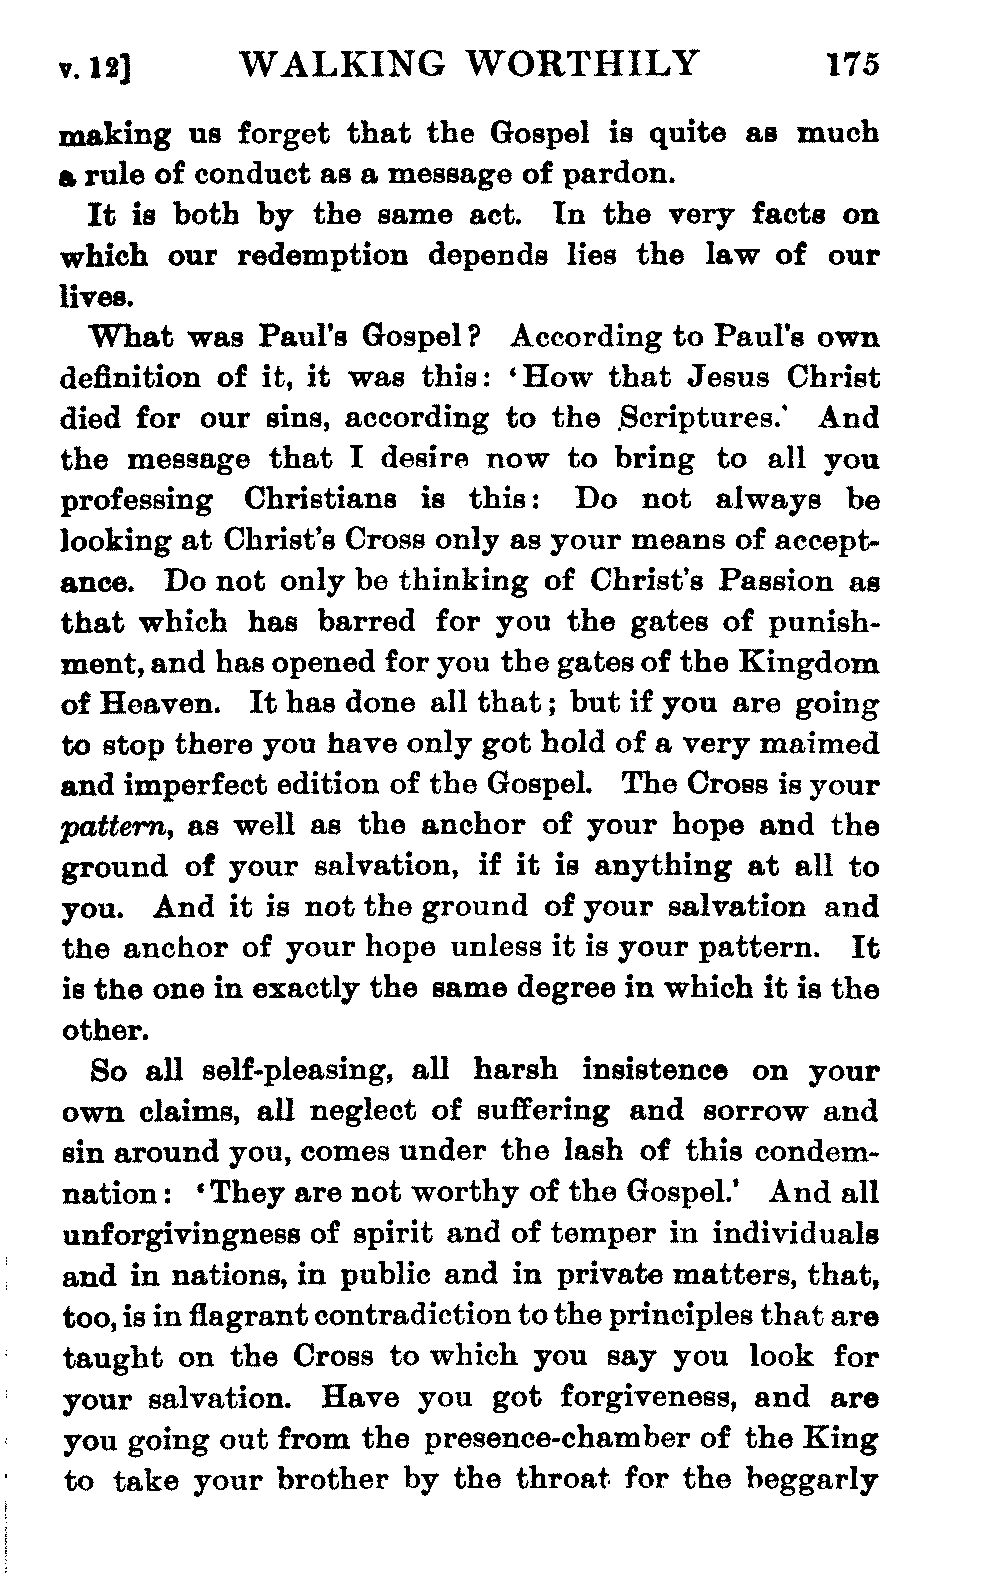 v. 12] WALKING WORTHILY 175
making us forget that the Gospel is quite as much
a rule of conduct as a message of pardon.
It is both by the same act. In the very facts on
which our redemption depends lies the law of our
lives.
What was Paul's Gospel? According to Paul's own
definition of it, it was this: 'How that Jesus Christ
died for our sins, according to the Scriptures.' And
the message that I desire now to bring to all you
professing Christians is this: Do not always be
looking at Christ's Cross only as your means of accept-
ance. Do not only be thinking of Christ's Passion as
that which has barred for you the gates of punish-
ment, and has opened for you the gates of the Kingdom
of Heaven. It has done all that; but if you are going
to stop there you have only got hold of a very maimed
and imperfect edition of the Gospel. The Cross is your
pattern, as well as the anchor of your hope and the
ground of your salvation, if it is anything at all to
you. And it is not the ground of your salvation and
the anchor of your hope unless it is your pattern. It
is the one in exactly the same degree in which it is the
other.
So all self-pleasing, all harsh insistence on your
own claims, all neglect of suffering and sorrow and
sin around you, comes under the lash of this condem-
nation: 'They are not worthy of the Gospel.' And all
unforgivingness of spirit and of temper in individuals
and in nations, in public and in private matters, that,
too, is in flagrant contradiction to the principles that are
taught on the Cross to which you say you look for
your salvation. Have you got forgiveness, and are
you going out from the presence-chamber of the King
to take your brother by the throat for the beggarly